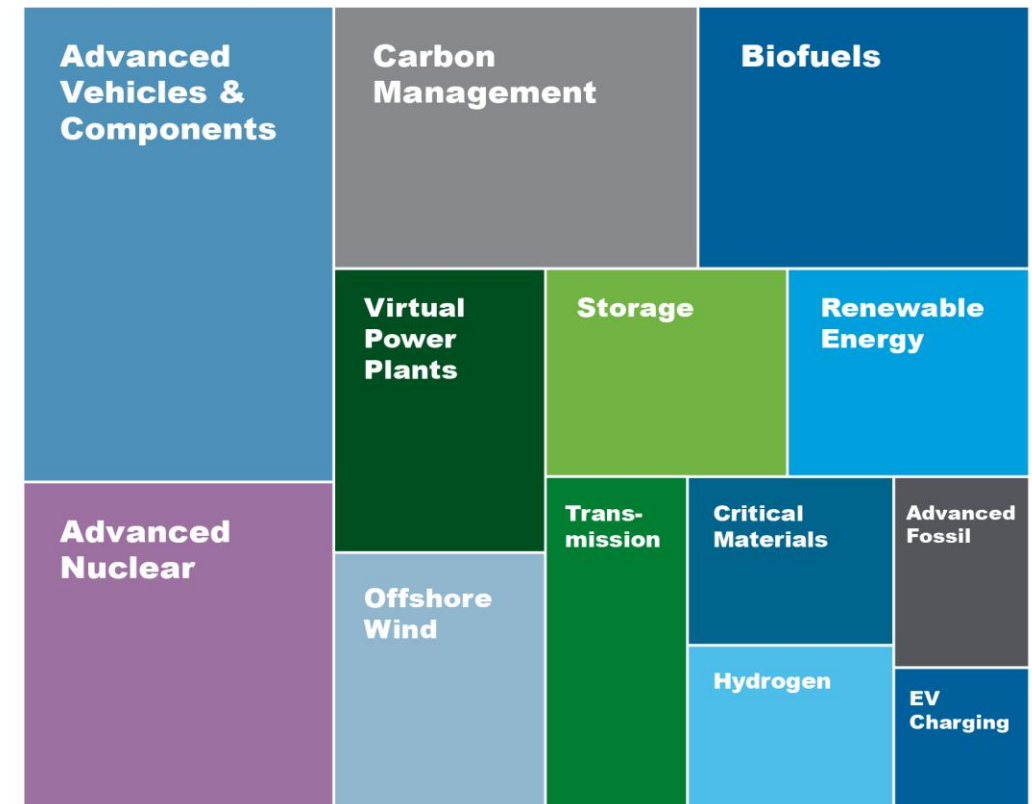 Advanced
Vehicles &
Components
Carbon
Management
Biofuels
Virtual
Power
Plants
Storage
Renewable
Energy
Advanced
Nuclear
Offshore
Wind
Trans-
mission
Critical
Materials
Advanced
Fossil
Hydrogen
EV
Charging